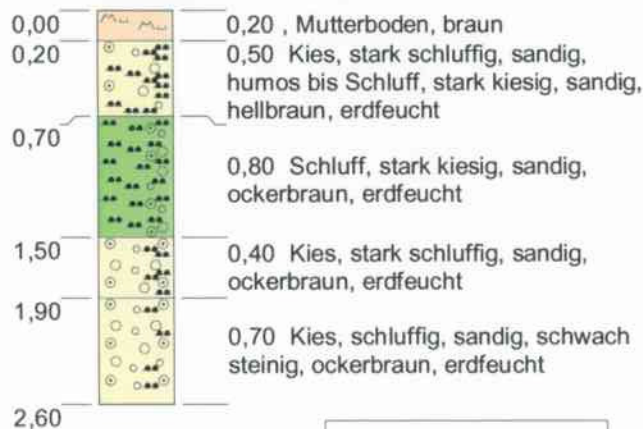 0,00
0,20 , Mutterboden, braun
0,20
0,50 Kies, stark schluffig, sandig,
humos bis Schluff, stark kiesig, sandig,
hellbraun, erdfeucht
0,70
0,80 Schluff, stark kiesig, sandig,
ockerbraun, erdfeucht
1,50
0,40 Kies, stark schluffig, sandig,
ockerbraun, erdfeucht
1,90
0,70 Kies, schluffig, sandig, schwach
steinig, ockerbraun, erdfeucht
2,60